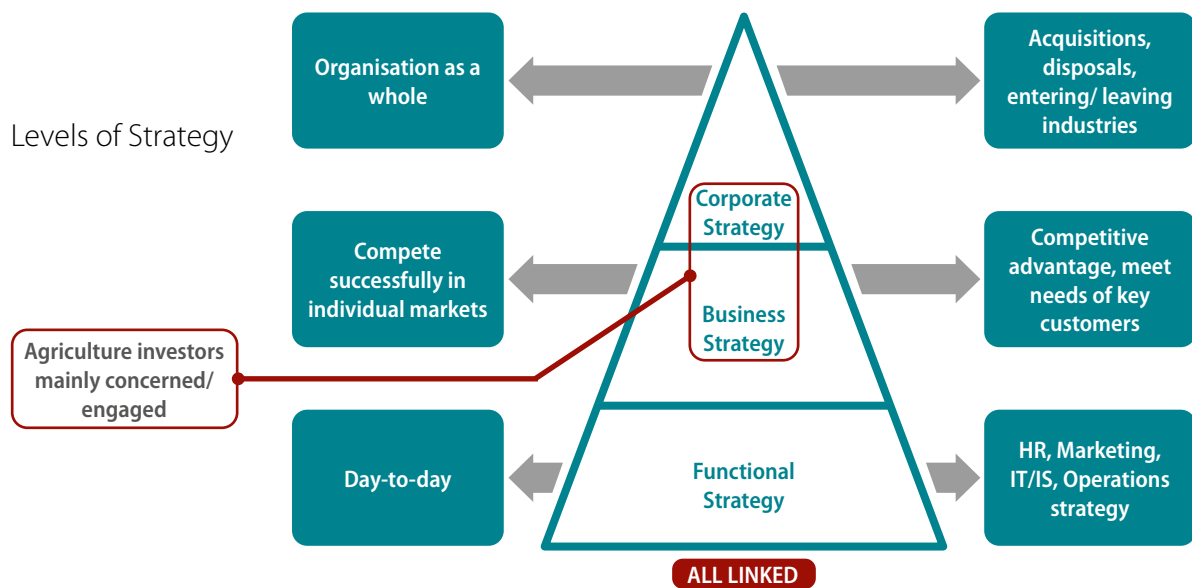 Levels of Strategy
Organisation as a
whole
Acquisitions,
disposals,
entering/ leaving
industries
Corporate
Strategy
Compete
successfully in
individual markets
Business
Strategy
Competitive
advantage, meet
needs of key
customers
Agriculture investors
mainly concerned/
engaged
Day-to-day
Functional
Strategy
HR, Marketing,
IT/IS, Operations
strategy
ALL LINKED